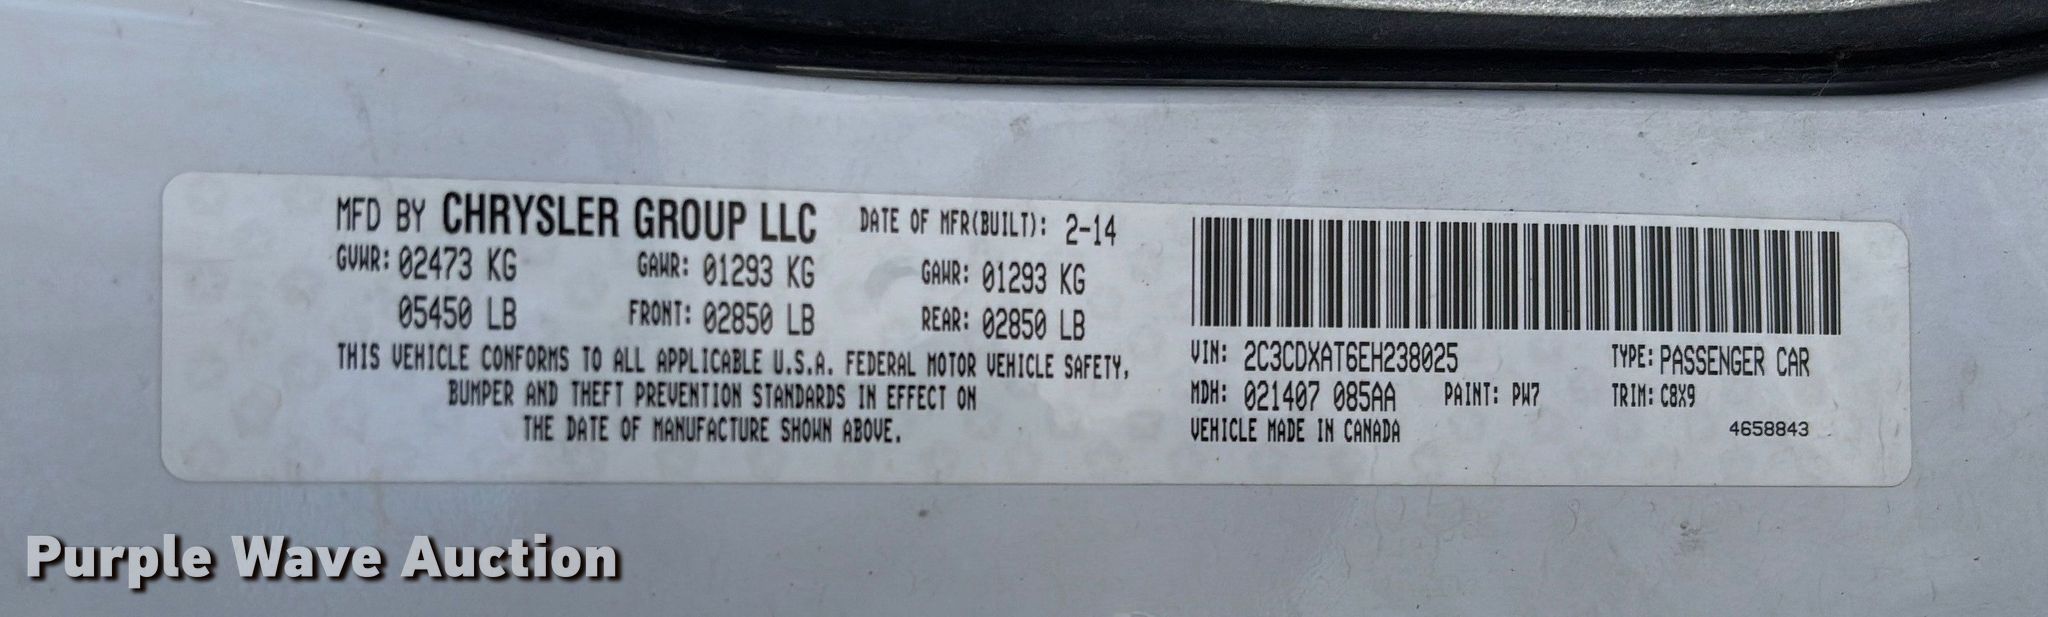 MFD BY CHRYSLER GROUP LLC DATE OF MFR(BUILT): 2-14
GVWR: 02473 KG GAWR: 01293 KG GAWR: 01293 KG
05450 LB FRONT: 02850 LB REAR: 02850 LB
THIS VEHICLE CONFORMS TO ALL APPLICABLE U.S.A. FEDERAL MOTOR VEHICLE SAFETY,
BUMPER AND THEFT PREVENTION STANDARDS IN EFFECT ON
THE DATE OF MANUFACTURE SHOWN ABOVE.
VIN: 2C3CDXAT6EH238025 TYPE: PASSENGER CAR
MDH: 021407 085AA PAINT: PW7 TRIM: C8X9
VEHICLE MADE IN CANADA 4658843
Purple Wave Auction